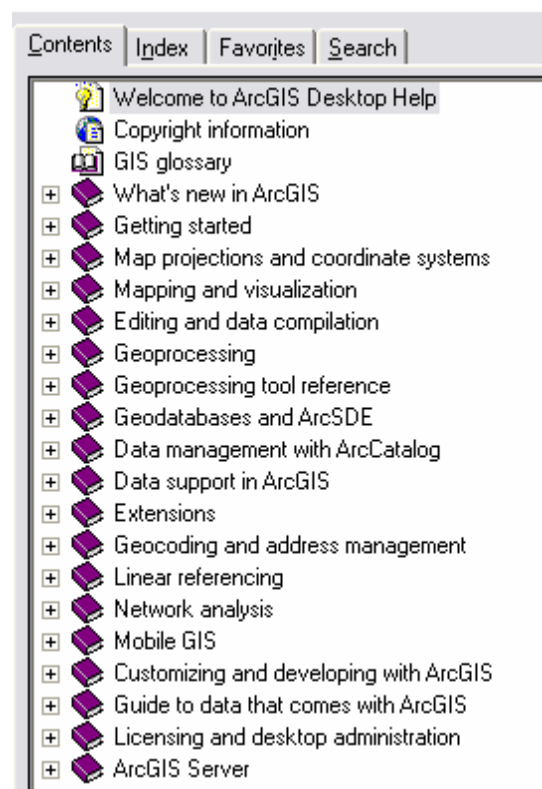 Contents Index Favorites Search
Welcome to ArcGIS Desktop Help
Copyright information
GIS glossary
What's new in ArcGIS
Getting started
Map projections and coordinate systems
Mapping and visualization
Editing and data compilation
Geoprocessing
Geoprocessing tool reference
Geodatabases and ArcSDE
Data management with ArcCatalog
Data support in ArcGIS
Extensions
Geocoding and address management
Linear referencing
Network analysis
Mobile GIS
Customizing and developing with ArcGIS
Guide to data that comes with ArcGIS
Licensing and desktop administration
ArcGIS Server